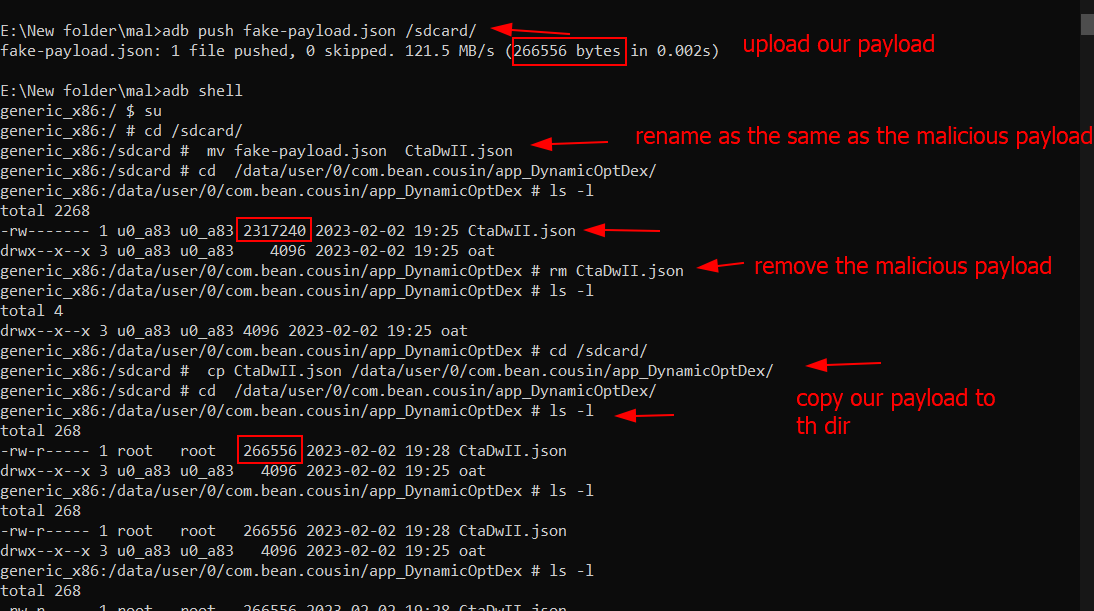 E:\New folder\mal>adb push fake-payload.json /sdcard/
fake-payload.json: 1 file pushed, 0 skipped. 121.5 MB/s (266556 bytes in 0.002s)
upload our payload
E:\New folder\mal>adb shell
generic_x86:/ $ su
generic_x86:/ # cd /sdcard/
rename as the same as the malicious payload
generic_x86:/sdcard #  mv fake-payload.json  CtaDwII.json
generic_x86:/sdcard # cd  /data/user/0/com.bean.cousin/app_DynamicOptDex/
generic_x86:/data/user/0/com.bean.cousin/app_DynamicOptDex # ls -l
total 2268
-rw------- 1 u0_a83 u0_a83 2317240 2023-02-02 19:25 CtaDwII.json
drwx--x--x 3 u0_a83 u0_a83    4096 2023-02-02 19:25 oat
generic_x86:/data/user/0/com.bean.cousin/app_DynamicOptDex # rm CtaDwII.json
remove the malicious payload
generic_x86:/data/user/0/com.bean.cousin/app_DynamicOptDex # ls -l
total 4
drwx--x--x 3 u0_a83 u0_a83 4096 2023-02-02 19:25 oat
generic_x86:/data/user/0/com.bean.cousin/app_DynamicOptDex # cd /sdcard/
generic_x86:/sdcard #  cp CtaDwII.json /data/user/0/com.bean.cousin/app_DynamicOptDex/
generic_x86:/sdcard # cd  /data/user/0/com.bean.cousin/app_DynamicOptDex/
copy our payload to
th dir
generic_x86:/data/user/0/com.bean.cousin/app_DynamicOptDex # ls -l
total 268
-rw-r----- 1 root   root   266556 2023-02-02 19:28 CtaDwII.json
drwx--x--x 3 u0_a83 u0_a83   4096 2023-02-02 19:25 oat
generic_x86:/data/user/0/com.bean.cousin/app_DynamicOptDex # ls -l
total 268
-rw-r----- 1 root   root   266556 2023-02-02 19:28 CtaDwII.json
drwx--x--x 3 u0_a83 u0_a83   4096 2023-02-02 19:25 oat
generic_x86:/data/user/0/com.bean.cousin/app_DynamicOptDex # ls -l
total 268
-rw-r----- 1 root   root   266556 2023-02-02 19:28 CtaDwII.json